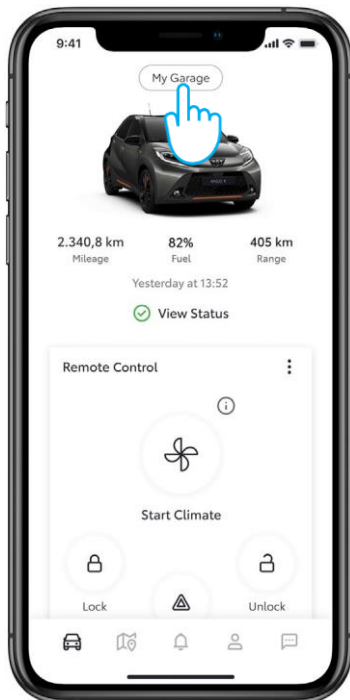 9:41
My Garage
2.340,8 km 82% 405 km
Mileage Fuel Range
Yesterday at 13:52
View Status
Remote Control
Start Climate
Lock Unlock